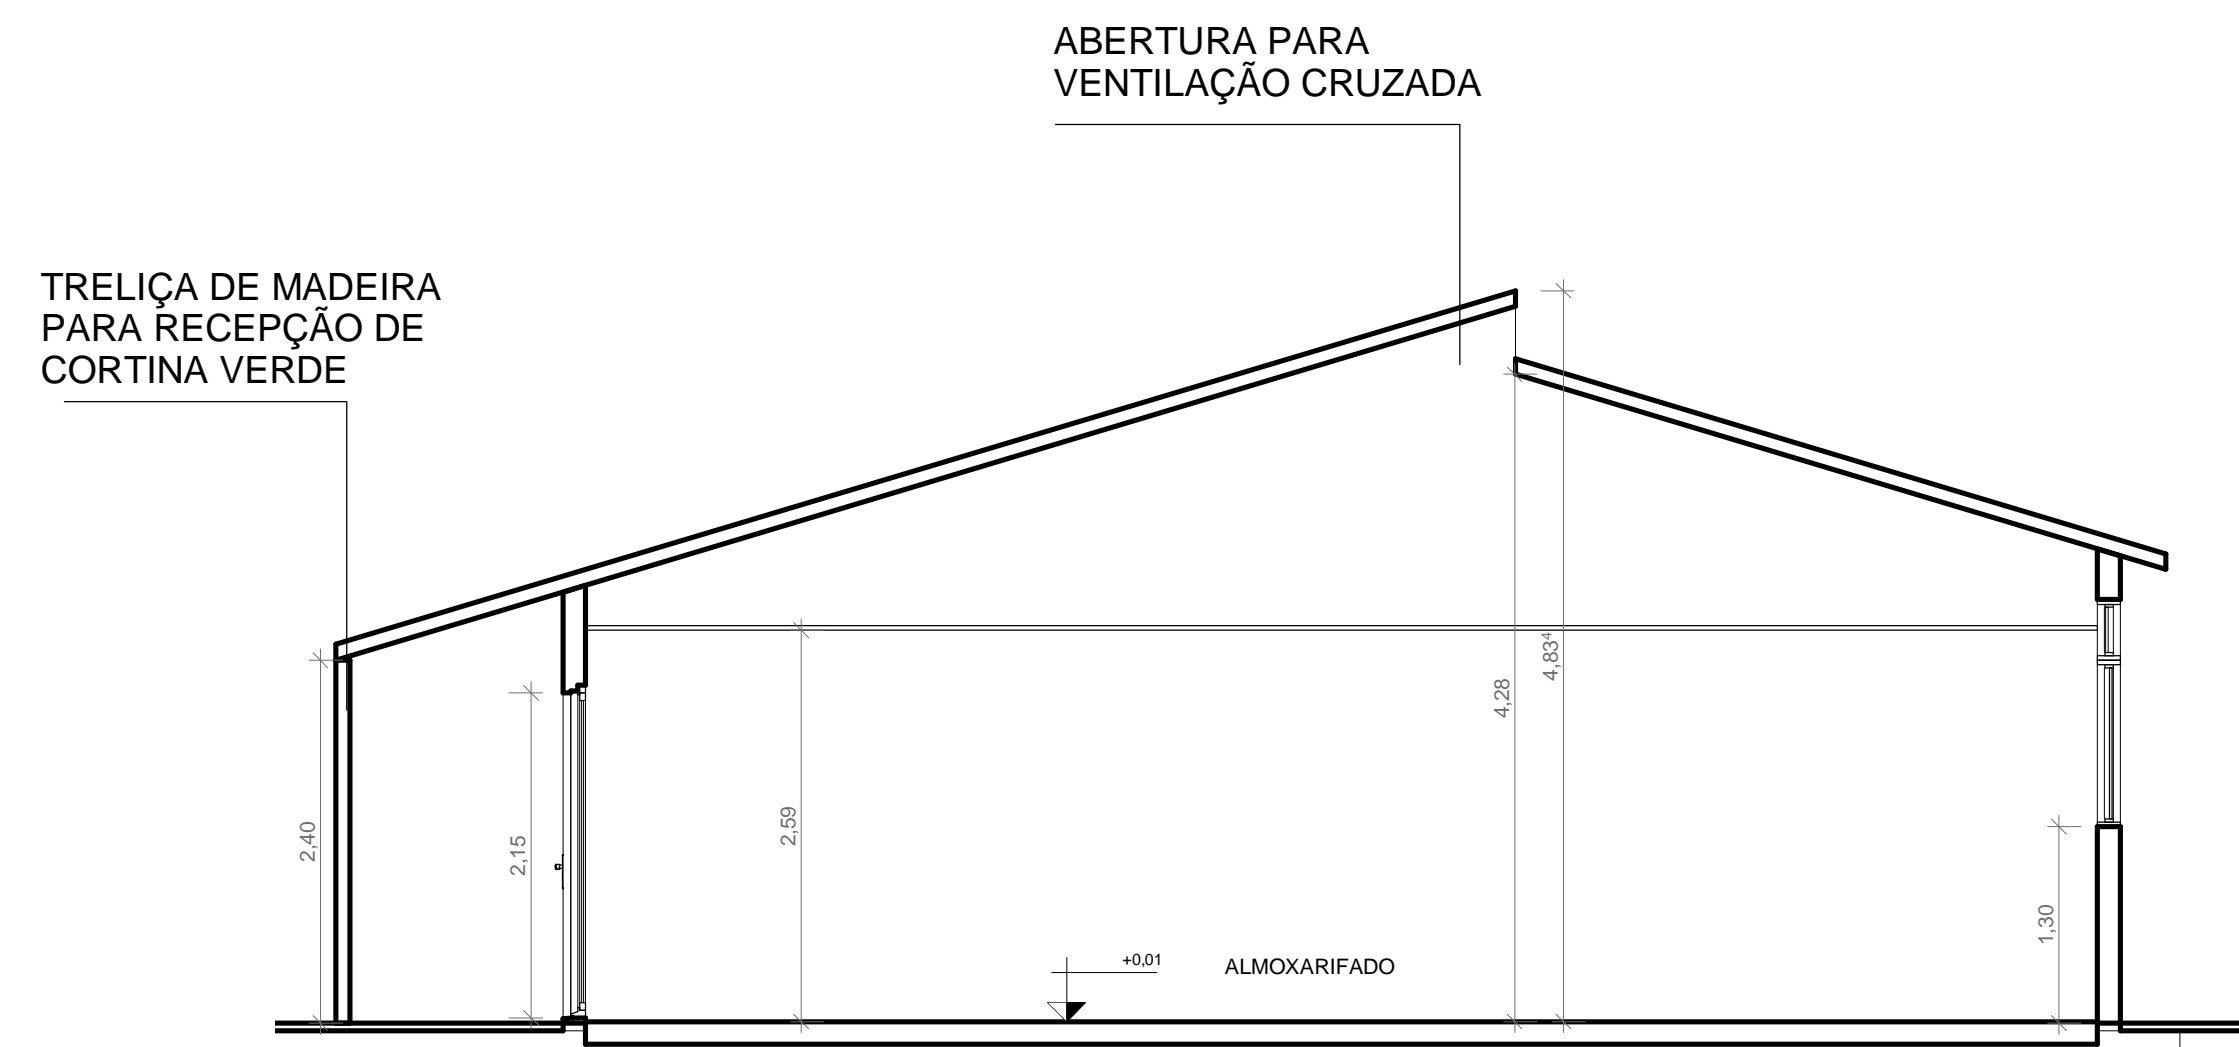 ABERTURA PARA
VENTILAÇÃO CRUZADA
TRELIÇA DE MADEIRA
PARA RECEPÇÃO DE
CORTINA VERDE
2,40
2,15
2,59
4,28
4,83⁴
1,30
+0,01
ALMOXARIFADO